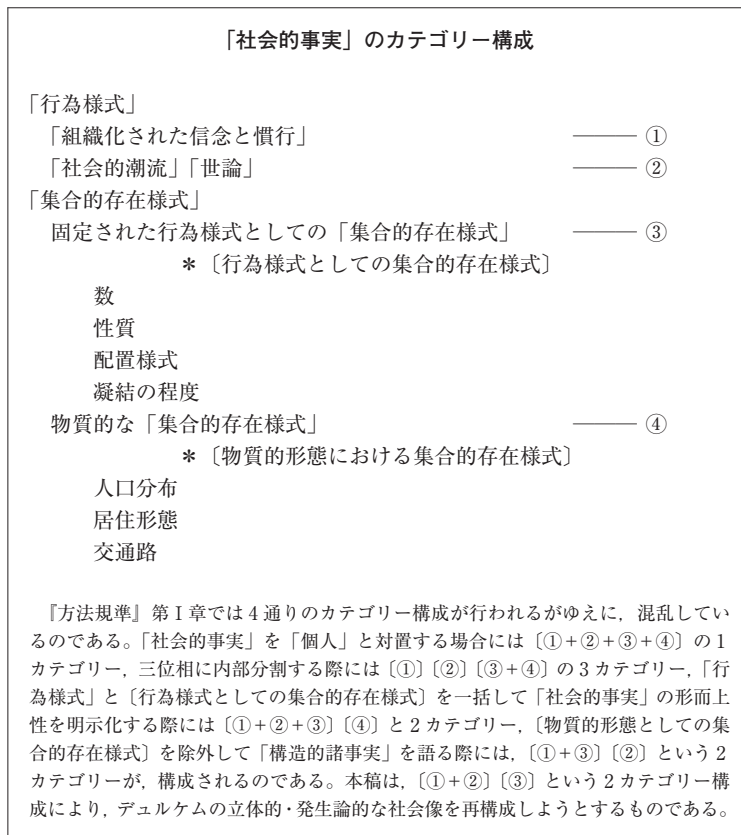 「社会的事実」のカテゴリー構成
「行為様式」
「組織化された信念と慣行」 ——— ①
「社会的潮流」「世論」 ——— ②
「集合的存在様式」
固定された行為様式としての「集合的存在様式」 ——— ③
＊〔行為様式としての集合的存在様式〕
数
性質
配置様式
凝結の程度
物質的な「集合的存在様式」 ——— ④
＊〔物質的形態における集合的存在様式〕
人口分布
居住形態
交通路
『方法規準』第Ⅰ章では4通りのカテゴリー構成が行われるがゆえに，混乱してい
るのである。「社会的事実」を「個人」と対置する場合には〔①+②+③+④〕の1
カテゴリー，三位相に内部分割する際には〔①〕〔②〕〔③+④〕の3カテゴリー，「行
為様式」と〔行為様式としての集合的存在様式〕を一括して「社会的事実」の形而上
性を明示化する際には〔①+②+③〕〔④〕と2カテゴリー，〔物質的形態としての集
合的存在様式〕を除外して「構造的諸事実」を語る際には，〔①+③〕〔②〕という2
カテゴリーが，構成されるのである。本稿は，〔①+②〕〔③〕という2カテゴリー構
成により，デュルケムの立体的・発生論的な社会像を再構成しようとするものである。